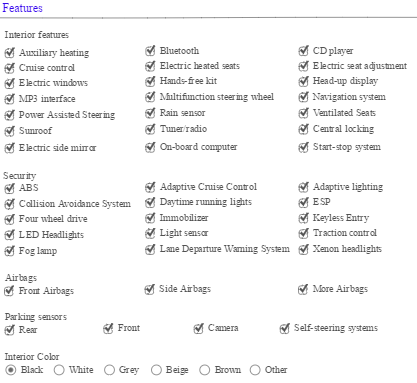 Features
Interior features
Auxiliary heating Bluetooth CD player
Cruise control Electric heated seats Electric seat adjustment
Electric windows Hands-free kit Head-up display
MP3 interface Multifunction steering wheel Navigation system
Power Assisted Steering Rain sensor Ventilated Seats
Sunroof Tuner/radio Central locking
Electric side mirror On-board computer Start-stop system
Security
ABS Adaptive Cruise Control Adaptive lighting
Collision Avoidance System Daytime running lights ESP
Four wheel drive Immobilizer Keyless Entry
LED Headlights Light sensor Traction control
Fog lamp Lane Departure Warning System Xenon headlights
Airbags
Front Airbags Side Airbags More Airbags
Parking sensors
Rear Front Camera Self-steering systems
Interior Color
Black White Grey Beige Brown Other